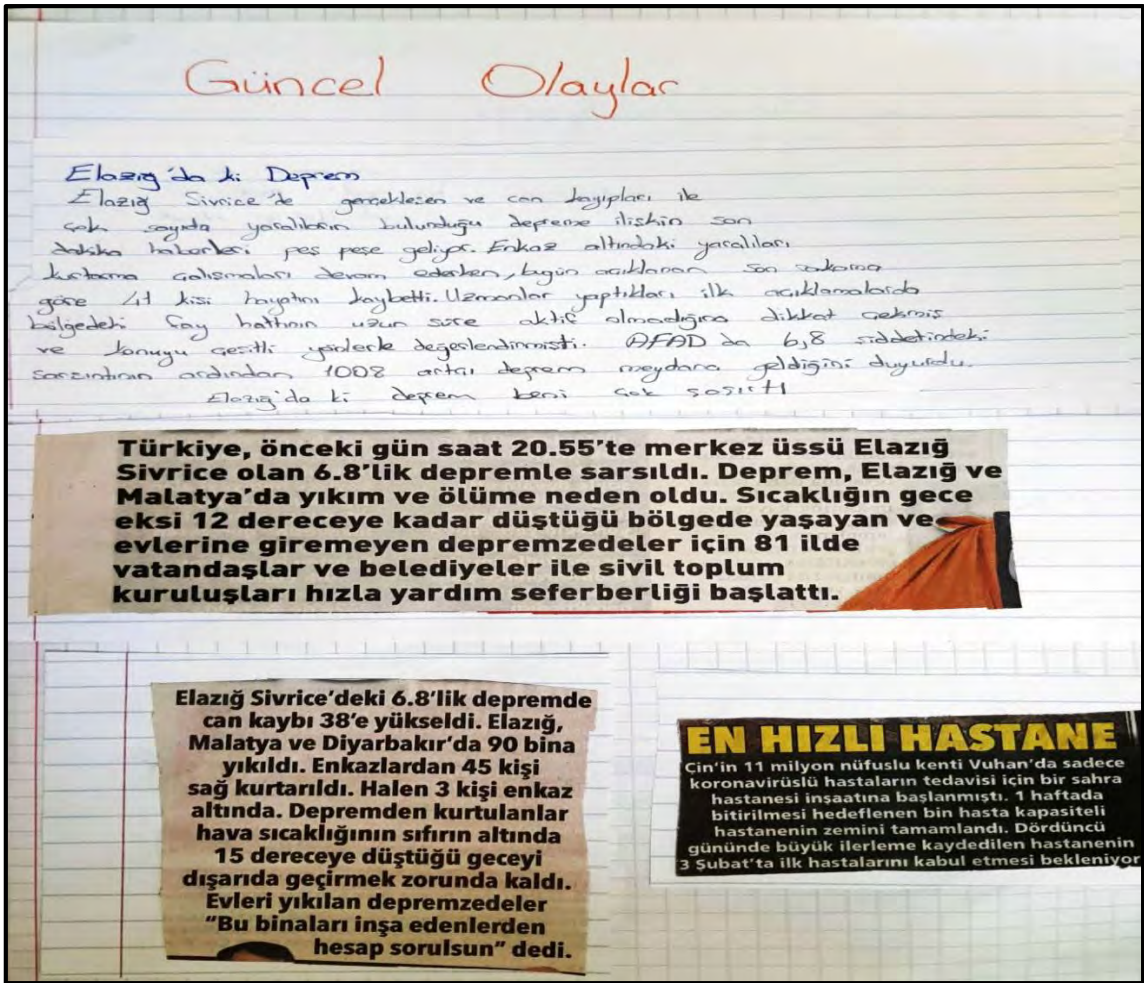 Güncel Olaylar
Elazığ'da ki Deprem
Elazığ Sivrice'de gerçekleşen ve can kayıpları ile
çok sayıda yaralıların bulunduğu depreme ilişkin son
dakika haberleri peş peşe geliyor. Enkaz altındaki yaralıları
kurtarma çalışmaları devam ederken, bugün açıklanan son rakama
göre 41 kişi hayatını kaybetti. Uzmanlar yaptıkları ilk açıklamalarda
bölgedeki fay hattının uzun süre aktif olmadığına dikkat çekmiş
ve konuyu çeşitli yönlerle değerlendirmişti. AFAD da 6,8 şiddetindeki
sarsıntının ardından 1008 artçı deprem meydana geldiğini duyurdu.
Elazığ'da ki deprem beni çok şaşırttı
Türkiye, önceki gün saat 20.55'te merkez üssü Elazığ
Sivrice olan 6.8'lik depremle sarsıldı. Deprem, Elazığ ve
Malatya'da yıkım ve ölüme neden oldu. Sıcaklığın gece
eksi 12 dereceye kadar düştüğü bölgede yaşayan ve
evlerine giremeyen depremzedeler için 81 ilde
vatandaşlar ve belediyeler ile sivil toplum
kuruluşları hızla yardım seferberliği başlattı.
Elazığ Sivrice'deki 6.8'lik depremde
can kaybı 38'e yükseldi. Elazığ,
Malatya ve Diyarbakır'da 90 bina
yıkıldı. Enkazlardan 45 kişi
sağ kurtarıldı. Halen 3 kişi enkaz
altında. Depremden kurtulanlar
hava sıcaklığının sıfırın altında
15 dereceye düştüğü geceyi
dışarıda geçirmek zorunda kaldı.
Evleri yıkılan depremzedeler
"Bu binaları inşa edenlerden
hesap sorulsun" dedi.
EN HIZLI HASTANE
Çin'in 11 milyon nüfuslu kenti Vuhan'da sadece
koronavirüslü hastaların tedavisi için bir sahra
hastanesi inşaatına başlanmıştı. 1 haftada
bitirilmesi hedeflenen bin hasta kapasiteli
hastanenin zemini tamamlandı. Dördüncü
gününde büyük ilerleme kaydedilen hastanenin
3 Şubat'ta ilk hastalarını kabul etmesi bekleniyor